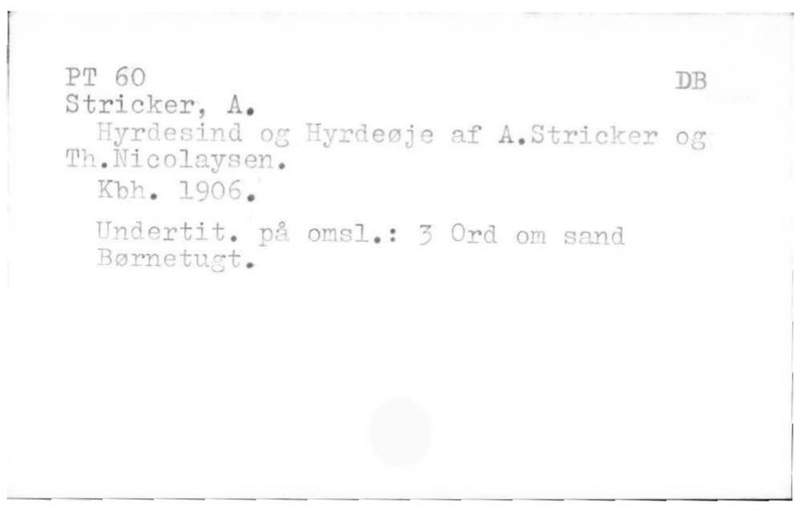 PT 60 DB
Stricker, A.
Hyrdesind og Hyrdeøje af A.Stricker og
Th.Nicolaysen.
Kbh. 1906.
Undertit. på omsl.: 3 Ord om sand
Børnetugt.